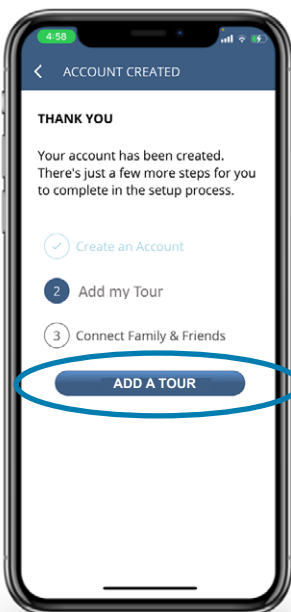 4:58
ACCOUNT CREATED
THANK YOU
Your account has been created.
There's just a few more steps for you
to complete in the setup process.
Create an Account
2 Add my Tour
3 Connect Family & Friends
ADD A TOUR